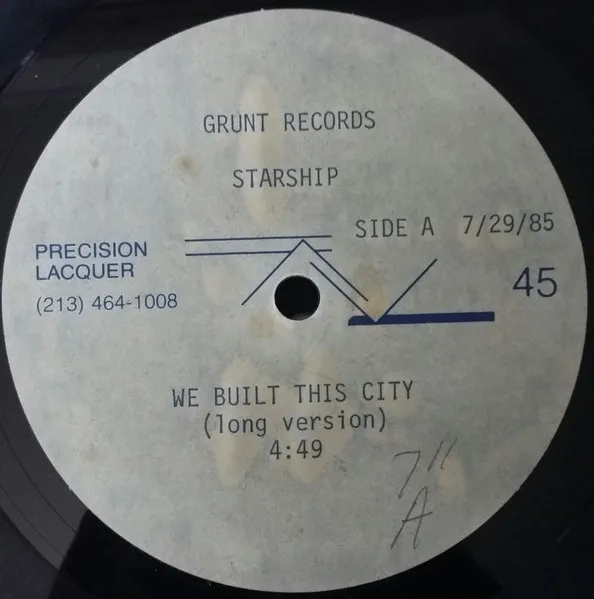 GRUNT RECORDS
STARSHIP
SIDE A 7/29/85
PRECISION
LACQUER
(213) 464-1008
45
WE BUILT THIS CITY
(long version)
4:49
7"
A